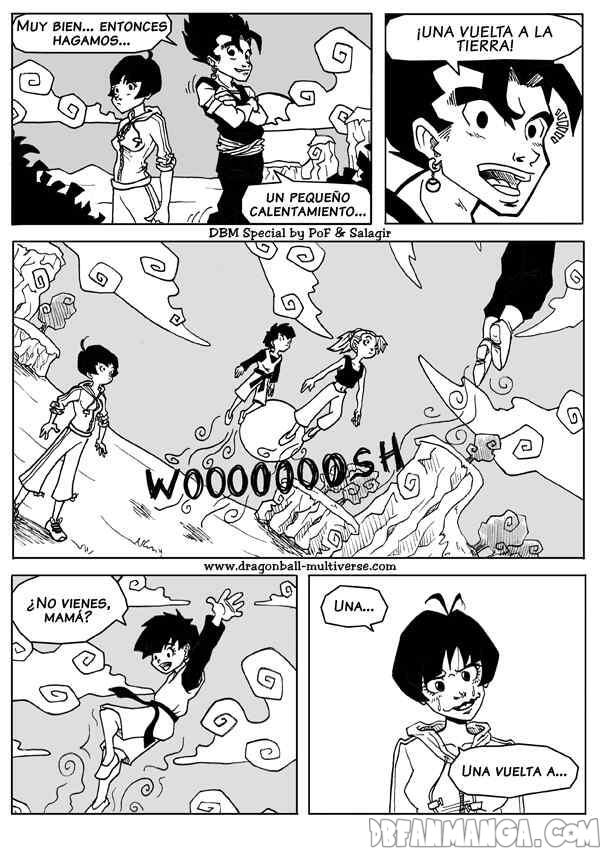 MUY BIEN... ENTONCES
HAGAMOS...
UN PEQUEÑO
CALENTAMIENTO...
¡UNA VUELTA A LA
TIERRA!
DBM Special by PoF & Salagir
WOOOOOOOSH
www.dragonball-multiverse.com
¿NO VIENES,
MAMÁ?
UNA...
UNA VUELTA A...
DBFANMANGA.COM